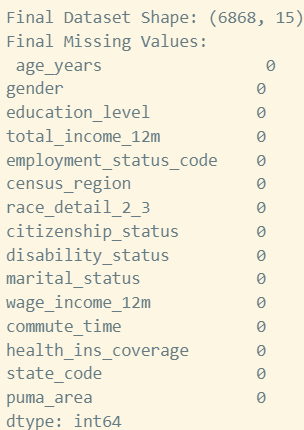 Final Dataset Shape: (6868, 15)
Final Missing Values:
 age_years                0
gender                   0
education_level          0
total_income_12m         0
employment_status_code   0
census_region            0
race_detail_2_3          0
citizenship_status       0
disability_status        0
marital_status           0
wage_income_12m          0
commute_time             0
health_ins_coverage      0
state_code               0
puma_area                0
dtype: int64